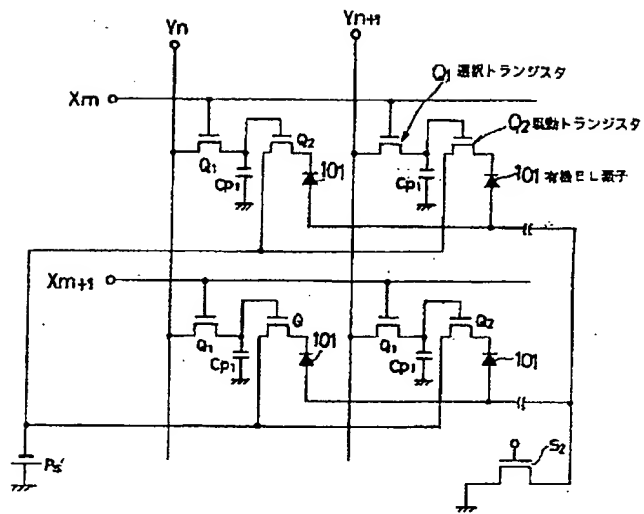 Yn
Yn+1
Q1 選択トランジスタ
Xm
Q2 駆動トランジスタ
Q1
Q2
Cp1
101
Cp1
101 有機EL素子
Xm+1
Q1
Q
Cp1
101
Q1
Q2
Cp1
101
Ps'
S2